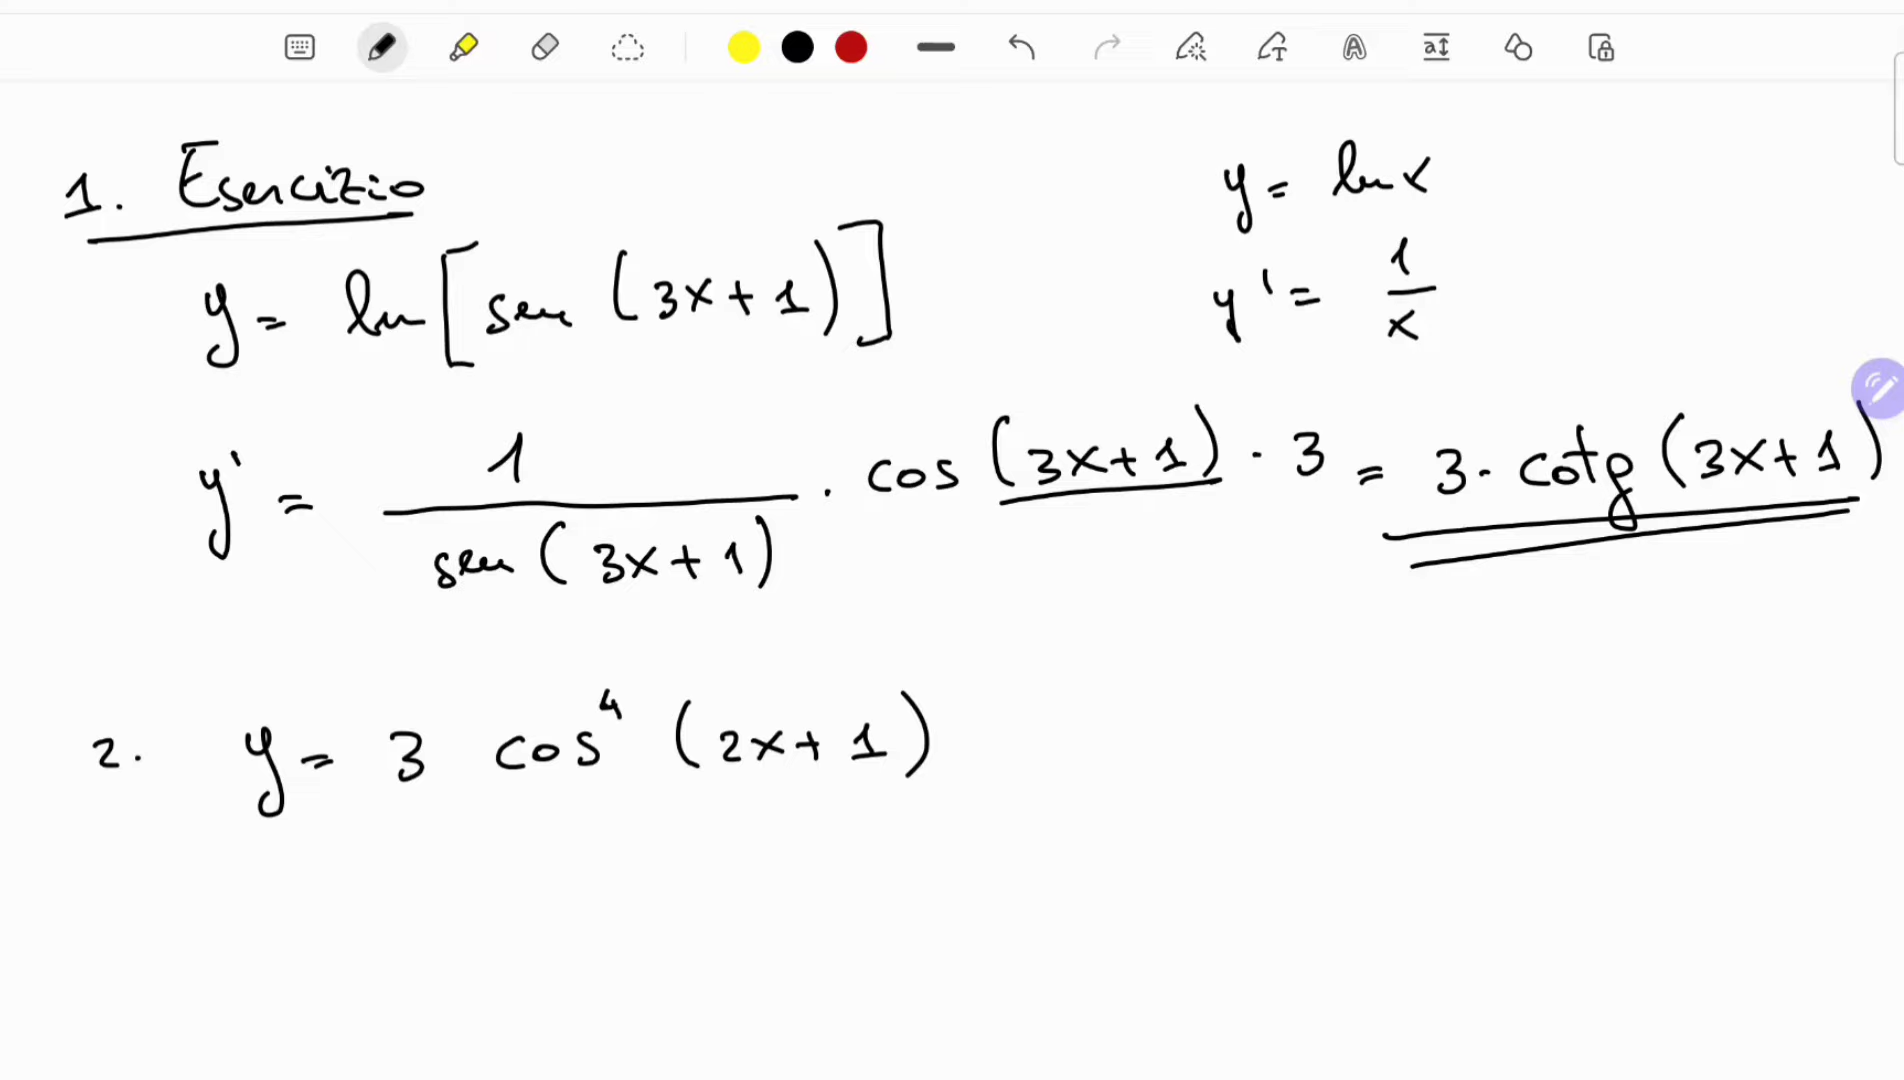 1. Esercizio
y = ln x
y = ln [sen (3x + 1)]
y' = 1/x
y' = 1/sen (3x + 1) · cos (3x + 1) · 3 = 3 · cotg (3x + 1)
2. y = 3 cos⁴ (2x + 1)